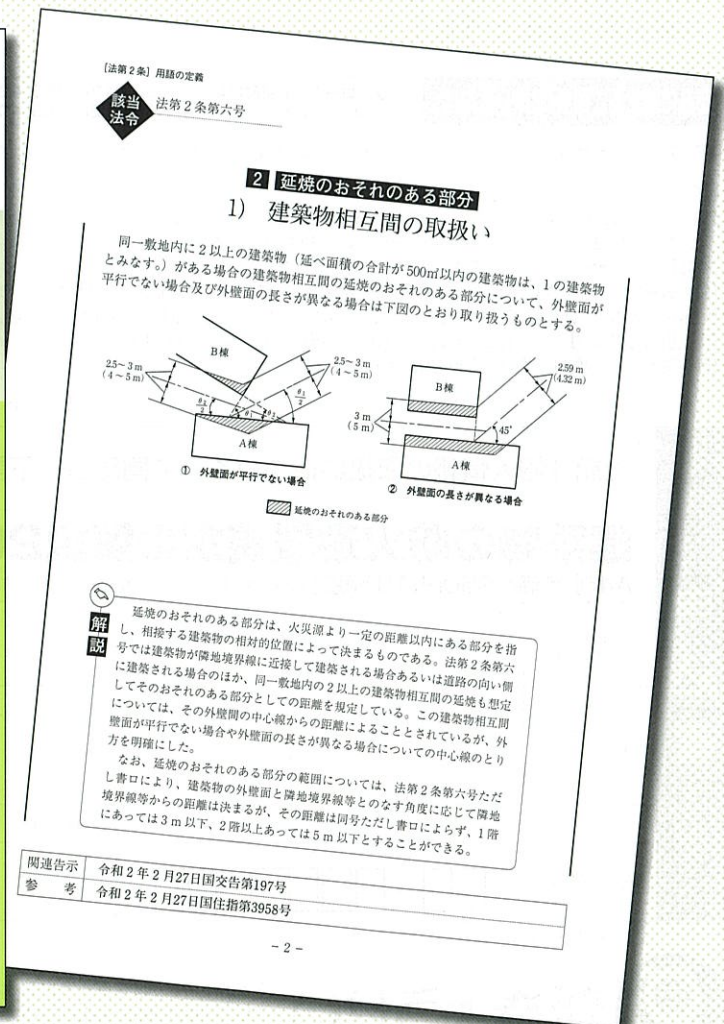 ［法第2条］用語の定義
該当
法令
法第2条第六号
2 延焼のおそれのある部分
1） 建築物相互間の取扱い
同一敷地内に2以上の建築物（延べ面積の合計が500㎡以内の建築物は、1の建築物
とみなす。）がある場合の建築物相互間の延焼のおそれのある部分について、外壁面が
平行でない場合及び外壁面の長さが異なる場合は下図のとおり取り扱うものとする。
2.5～3m
（4～5m）
B棟
2.5～3m
（4～5m）
A棟
① 外壁面が平行でない場合
B棟
2.59m
（4.32m）
3m
（5m）
45°
A棟
② 外壁面の長さが異なる場合
延焼のおそれのある部分
解説
延焼のおそれのある部分は、火災源より一定の距離以内にある部分を指
し、相接する建築物の相対的位置によって決まるものである。法第2条第六
号では建築物が隣地境界線に近接して建築される場合あるいは道路の向い側
に建築される場合のほか、同一敷地内の2以上の建築物相互間の延焼も想定
してそのおそれのある部分としての距離を規定している。この建築物相互間
については、その外壁間の中心線からの距離によることとされているが、外
壁面が平行でない場合や外壁面の長さが異なる場合についての中心線のとり
方を明確にした。
なお、延焼のおそれのある部分の範囲については、法第2条第六号ただ
し書ロにより、建築物の外壁面と隣地境界線等とのなす角度に応じて隣地
境界線等からの距離は決まるが、その距離は同号ただし書ロによらず、1階
にあっては3m以下、2階以上あっては5m以下とすることができる。
関連告示 令和2年2月27日国交告第197号
参 考 令和2年2月27日国住指第3958号
－2－